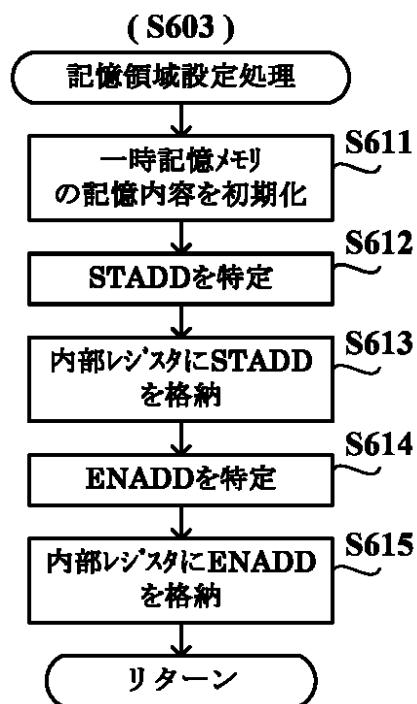 (S603)
記憶領域設定処理
S611
一時記憶メモリ
の記憶内容を初期化
S612
STADDを特定
S613
内部レジスタにSTADD
を格納
S614
ENADDを特定
S615
内部レジスタにENADD
を格納
リターン